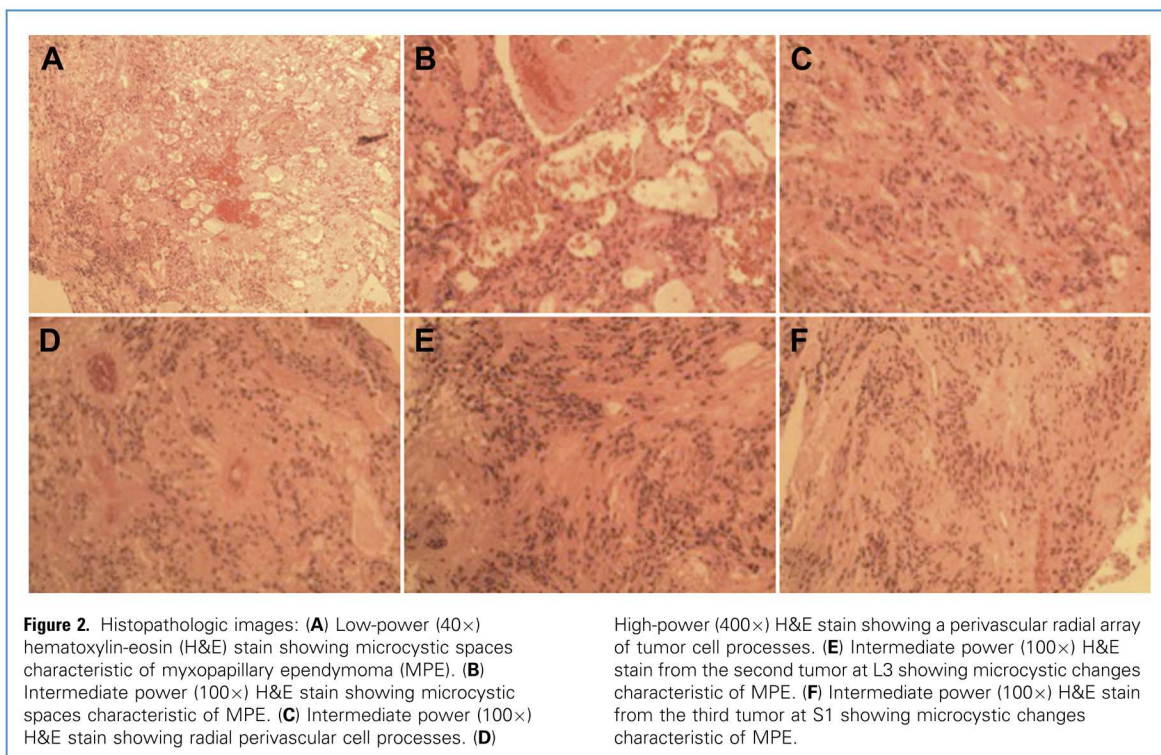 A
B
C
D
E
F
Figure 2. Histopathologic images: (A) Low-power (40×)
hematoxylin-eosin (H&E) stain showing microcystic spaces
characteristic of myxopapillary ependymoma (MPE). (B)
Intermediate power (100×) H&E stain showing microcystic
spaces characteristic of MPE. (C) Intermediate power (100×)
H&E stain showing radial perivascular cell processes. (D)
High-power (400×) H&E stain showing a perivascular radial array
of tumor cell processes. (E) Intermediate power (100×) H&E
stain from the second tumor at L3 showing microcystic changes
characteristic of MPE. (F) Intermediate power (100×) H&E stain
from the third tumor at S1 showing microcystic changes
characteristic of MPE.